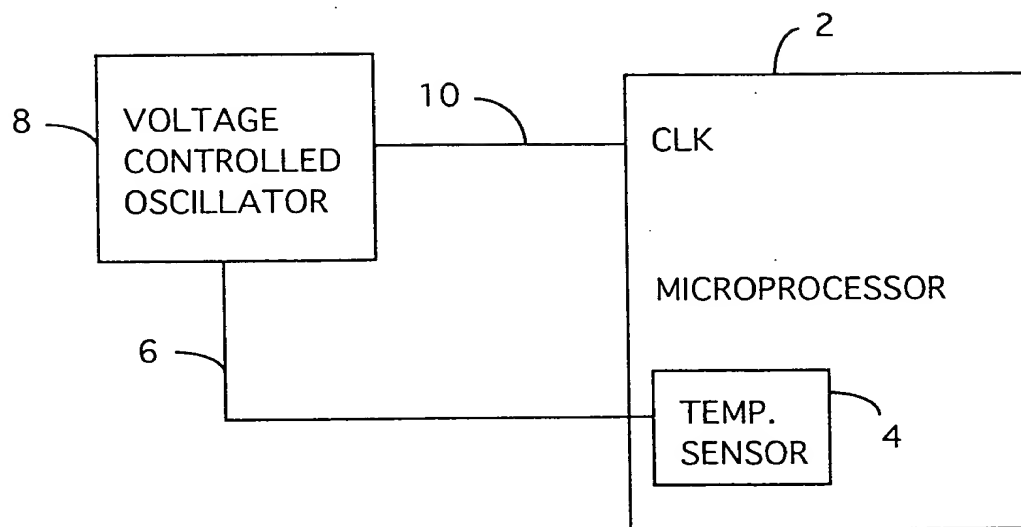 2
10
8
VOLTAGE
CONTROLLED
OSCILLATOR
CLK
MICROPROCESSOR
6
TEMP.
SENSOR
4